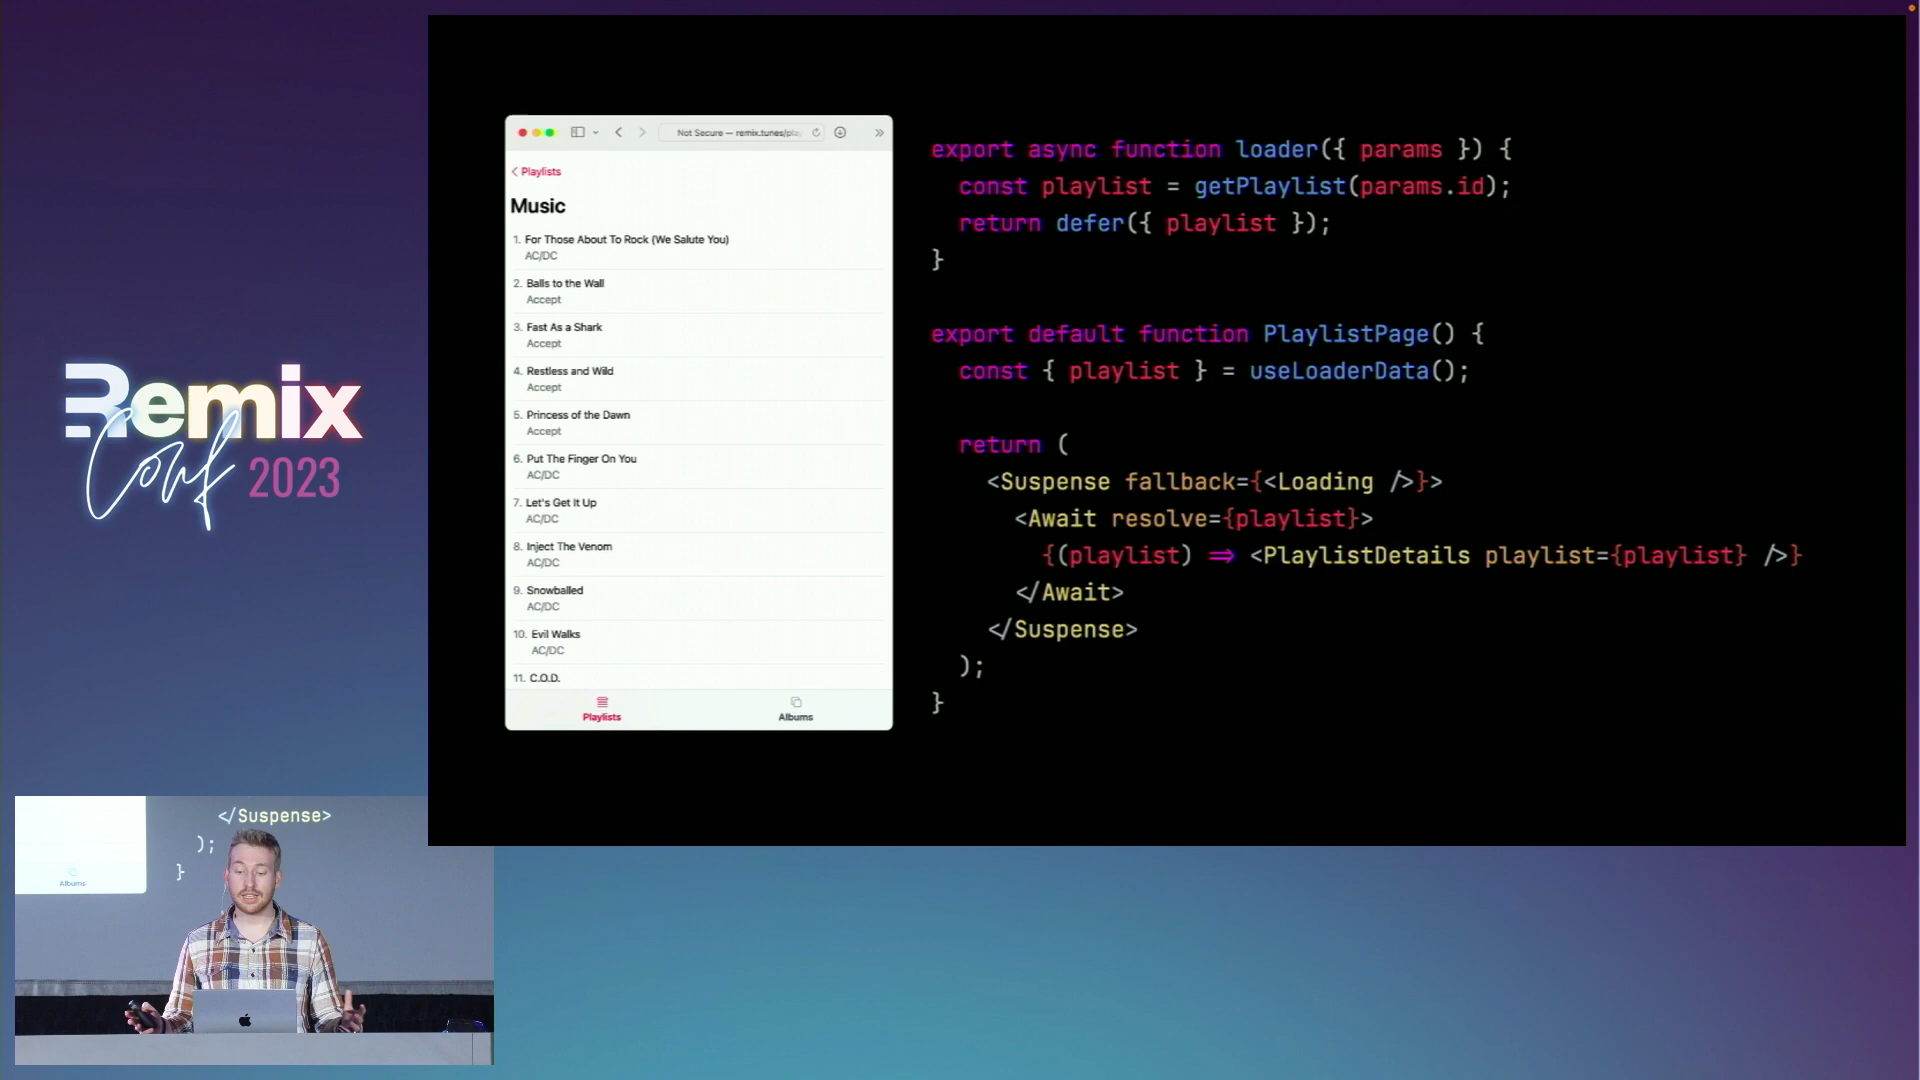 Remix
Conf 2023
Not Secure — remix.tunes/play
Playlists
Music
1. For Those About To Rock (We Salute You)
AC/DC
2. Balls to the Wall
Accept
3. Fast As a Shark
Accept
4. Restless and Wild
Accept
5. Princess of the Dawn
Accept
6. Put The Finger On You
AC/DC
7. Let's Get It Up
AC/DC
8. Inject The Venom
AC/DC
9. Snowballed
AC/DC
10. Evil Walks
AC/DC
11. C.O.D.
Playlists
Albums
export async function loader({ params }) {
const playlist = getPlaylist(params.id);
return defer({ playlist });
}
export default function PlaylistPage() {
const { playlist } = useLoaderData();
return (
<Suspense fallback={<Loading />}>
<Await resolve={playlist}>
{(playlist) => <PlaylistDetails playlist={playlist} />}
</Await>
</Suspense>
);
}
</Suspense>
);
}
Albums